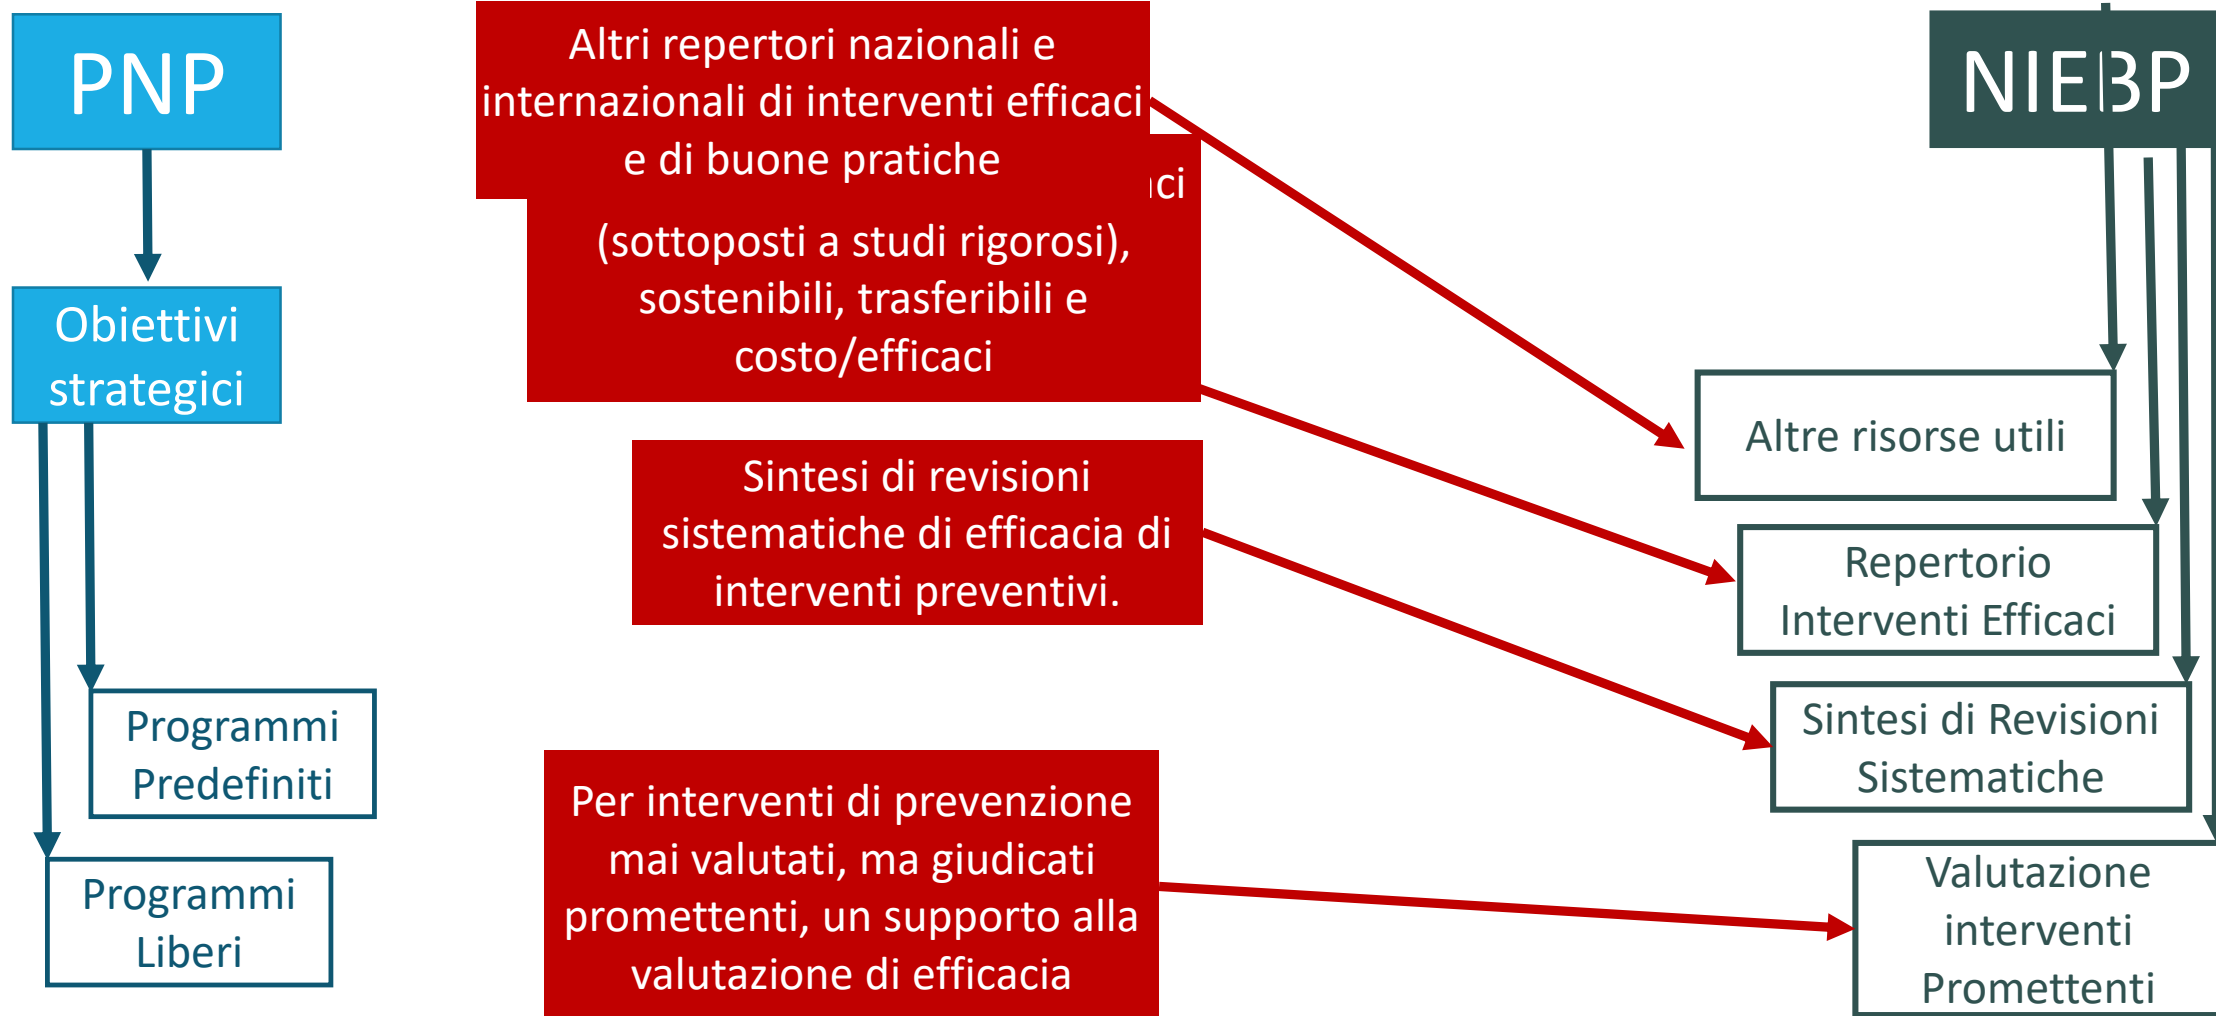 PNP
Obiettivi
strategici
Programmi
Predefiniti
Programmi
Liberi
Altri repertori nazionali e
internazionali di interventi efficaci
e di buone pratiche
(sottoposti a studi rigorosi),
sostenibili, trasferibili e
costo/efficaci
Sintesi di revisioni
sistematiche di efficacia di
interventi preventivi.
Per interventi di prevenzione
mai valutati, ma giudicati
promettenti, un supporto alla
valutazione di efficacia
NIEBP
Altre risorse utili
Repertorio
Interventi Efficaci
Sintesi di Revisioni
Sistematiche
Valutazione
interventi
Promettenti